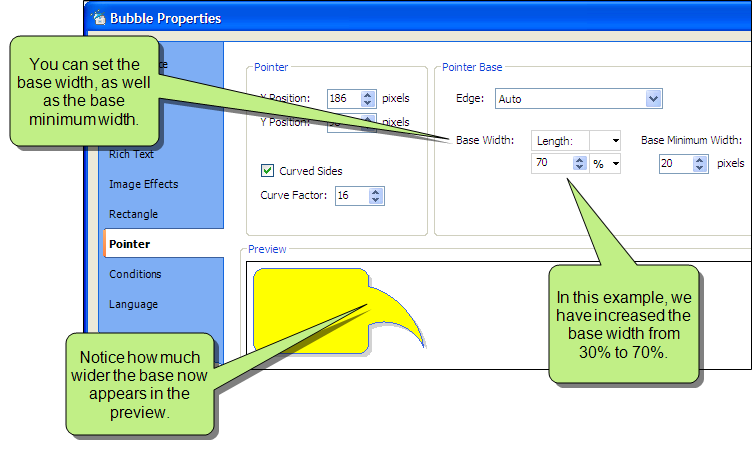 Bubble Properties
You can set the
base width, as well
as the base
minimum width.
Rich Text
Image Effects
Rectangle
Pointer
Conditions
Language
Pointer
Y Position: 186 pixels
Y Position: pixels
Curved Sides
Curve Factor: 16
Pointer Base
Edge: Auto
Base Width: Length:
70 %
Base Minimum Width:
20 pixels
Preview
In this example, we
have increased the
base width from
30% to 70%.
Notice how much
wider the base now
appears in the
preview.